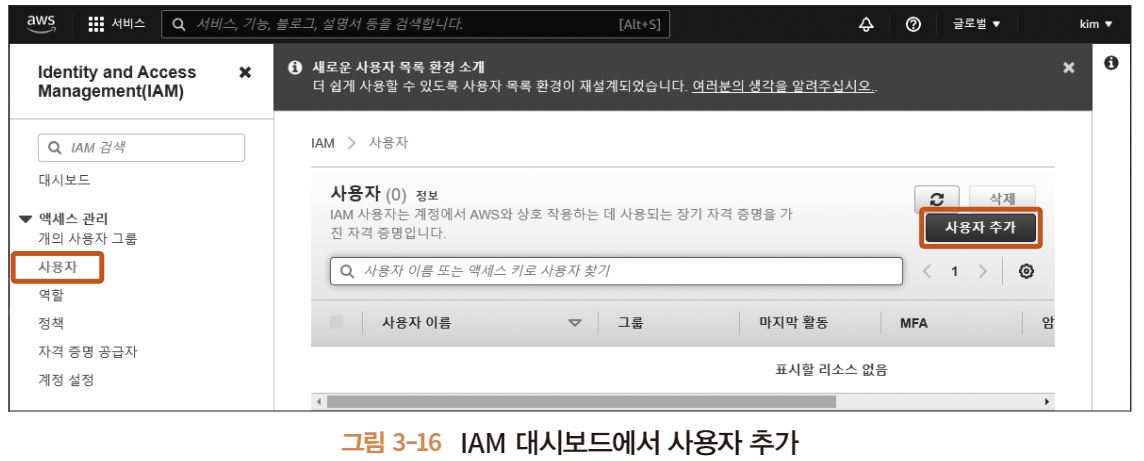 aws
서비스
서비스, 기능, 블로그, 설명서 등을 검색합니다.
[Alt+S]
글로벌 ▼
kim ▼
Identity and Access
Management(IAM)
IAM 검색
대시보드
▼ 액세스 관리
개의 사용자 그룹
사용자
역할
정책
자격 증명 공급자
계정 설정
새로운 사용자 목록 환경 소개
더 쉽게 사용할 수 있도록 사용자 목록 환경이 재설계되었습니다. 여러분의 생각을 알려주십시오..
IAM > 사용자
사용자 (0) 정보
IAM 사용자는 계정에서 AWS와 상호 작용하는 데 사용되는 장기 자격 증명을 가
진 자격 증명입니다.
삭제
사용자 추가
사용자 이름 또는 액세스 키로 사용자 찾기
< 1 >
사용자 이름 그룹 마지막 활동 MFA 암
표시할 리소스 없음
그림 3-16 IAM 대시보드에서 사용자 추가